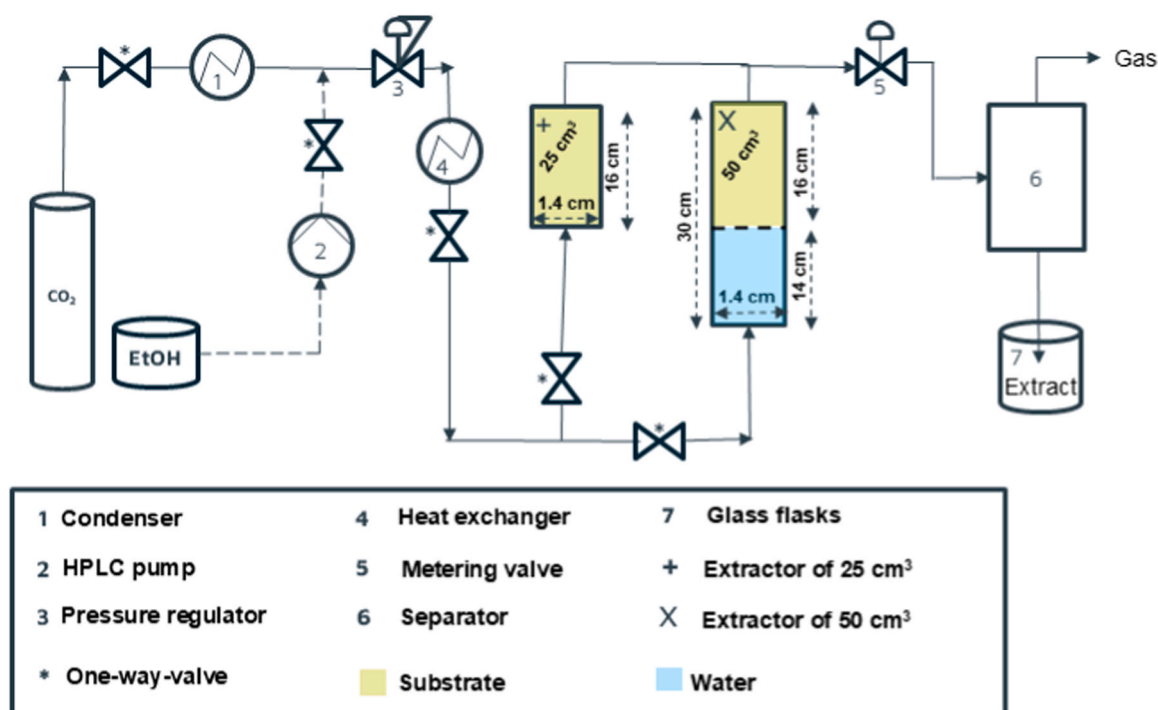 *
1
3
Gas
5
4
*
+
25 cm³
16 cm
1.4 cm
X
50 cm³
30 cm
16 cm
14 cm
1.4 cm
6
*
2
*
CO₂
EtOH
*
*
7
Extract
1 Condenser
4 Heat exchanger
7 Glass flasks
2 HPLC pump
5 Metering valve
+ Extractor of 25 cm³
3 Pressure regulator
6 Separator
X Extractor of 50 cm³
* One-way-valve
Substrate
Water